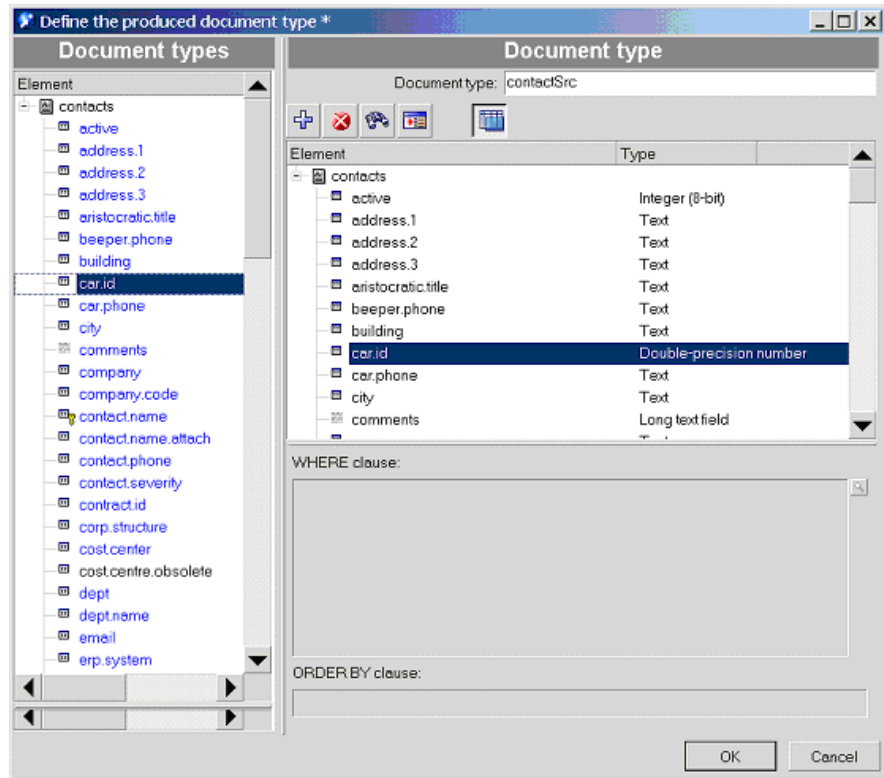 Define the produced document type *
Document types
Element
contacts
active
address.1
address.2
address.3
aristocratic.title
beeper.phone
building
car.id
car.phone
city
comments
company
company.code
contact.name
contact.name.attach
contact.phone
contact.severity
contract.id
corp.structure
cost.center
cost.centre.obsolete
dept
dept.name
email
erp.system
Document type
Document type: contactSrc
Element Type
contacts
active Integer (8-bit)
address.1 Text
address.2 Text
address.3 Text
aristocratic.title Text
beeper.phone Text
building Text
car.id Double-precision number
car.phone Text
city Text
comments Long text field
WHERE clause:
ORDER BY clause:
OK Cancel